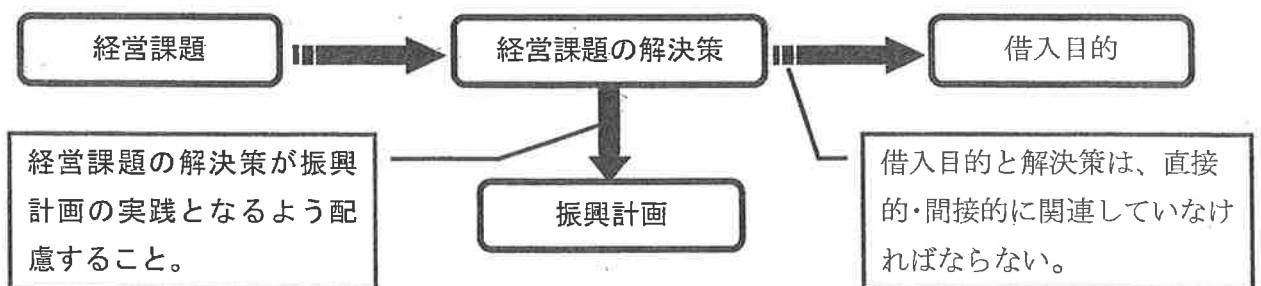 経営課題
経営課題の解決策
借入目的
経営課題の解決策が振興
計画の実践となるよう配
慮すること。
振興計画
借入目的と解決策は、直接
的・間接的に関連していなけ
ればならない。